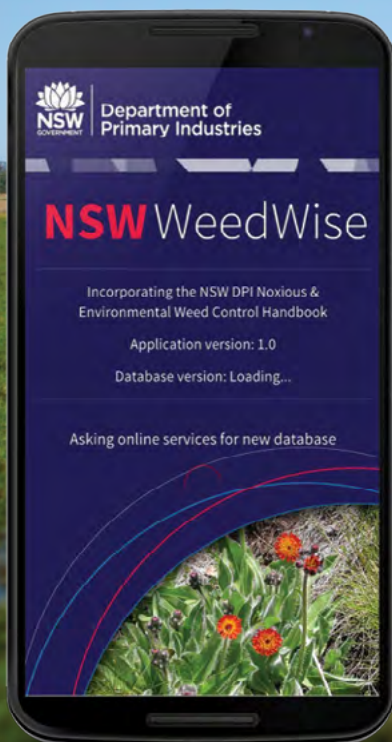 NSW
GOVERNMENT
Department of
Primary Industries
NSW WeedWise
Incorporating the NSW DPI Noxious &
Environmental Weed Control Handbook
Application version: 1.0
Database version: Loading...
Asking online services for new database